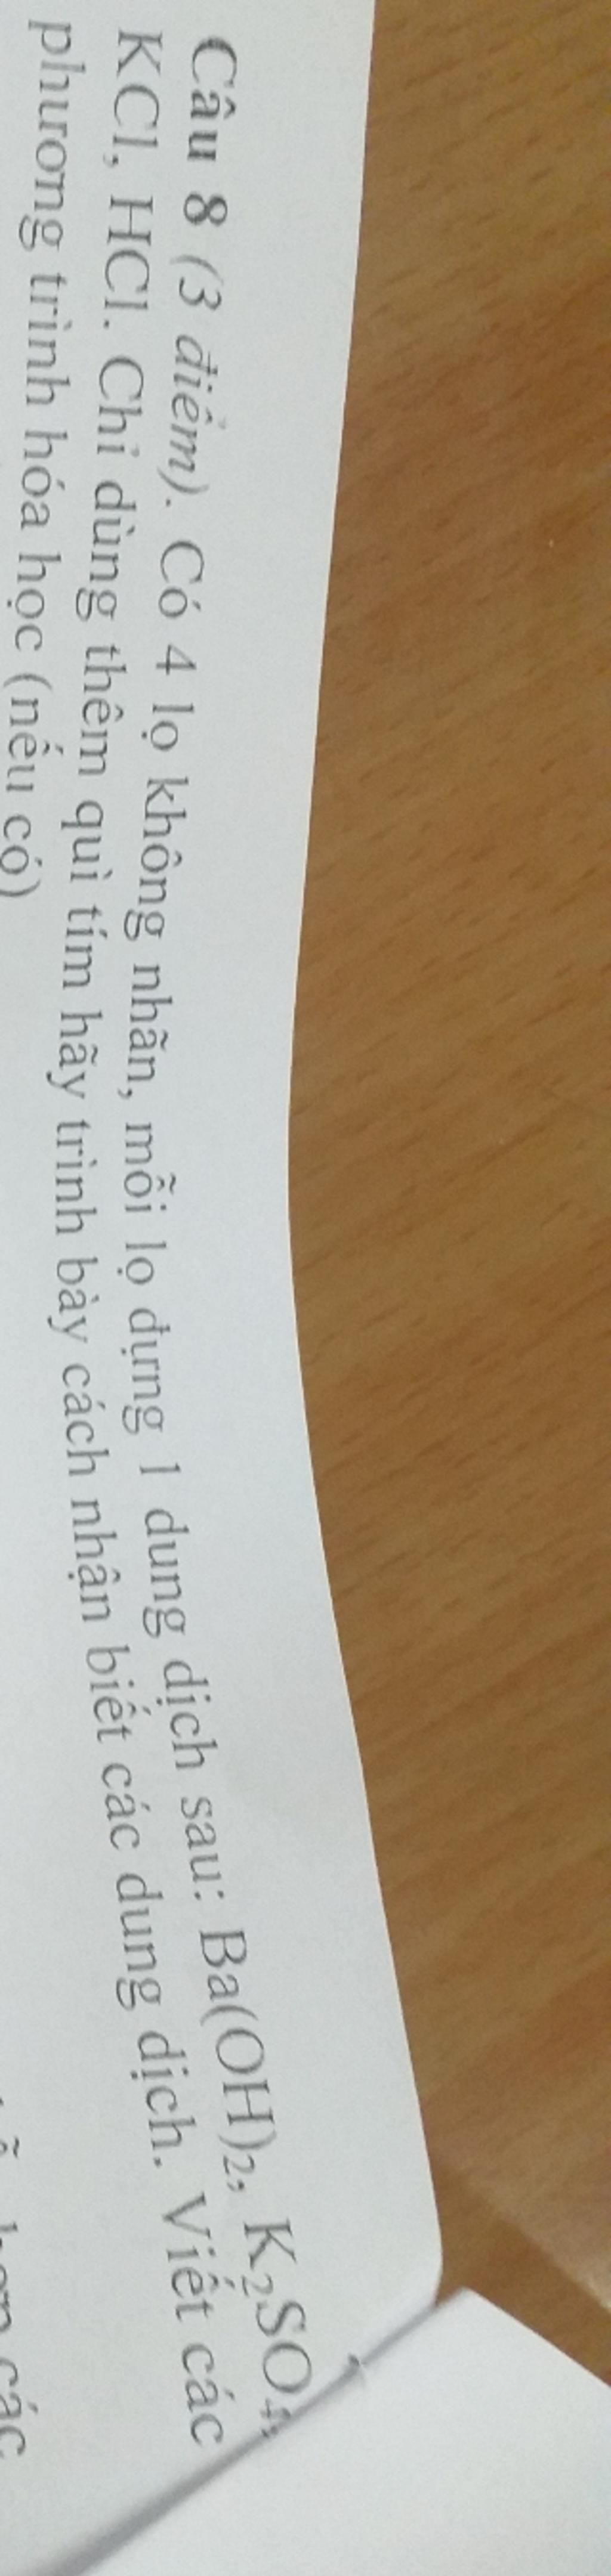 Câu 8 (3 điểm). Có 4 lọ không nhãn, mỗi lọ đựng 1 dung dịch sau: Ba(OH)₂, K₂SO₄,
KCl, HCl. Chỉ dùng thêm quì tím hãy trình bày cách nhận biết các dung dịch. Viết các
phương trình hóa học (nếu có)
các